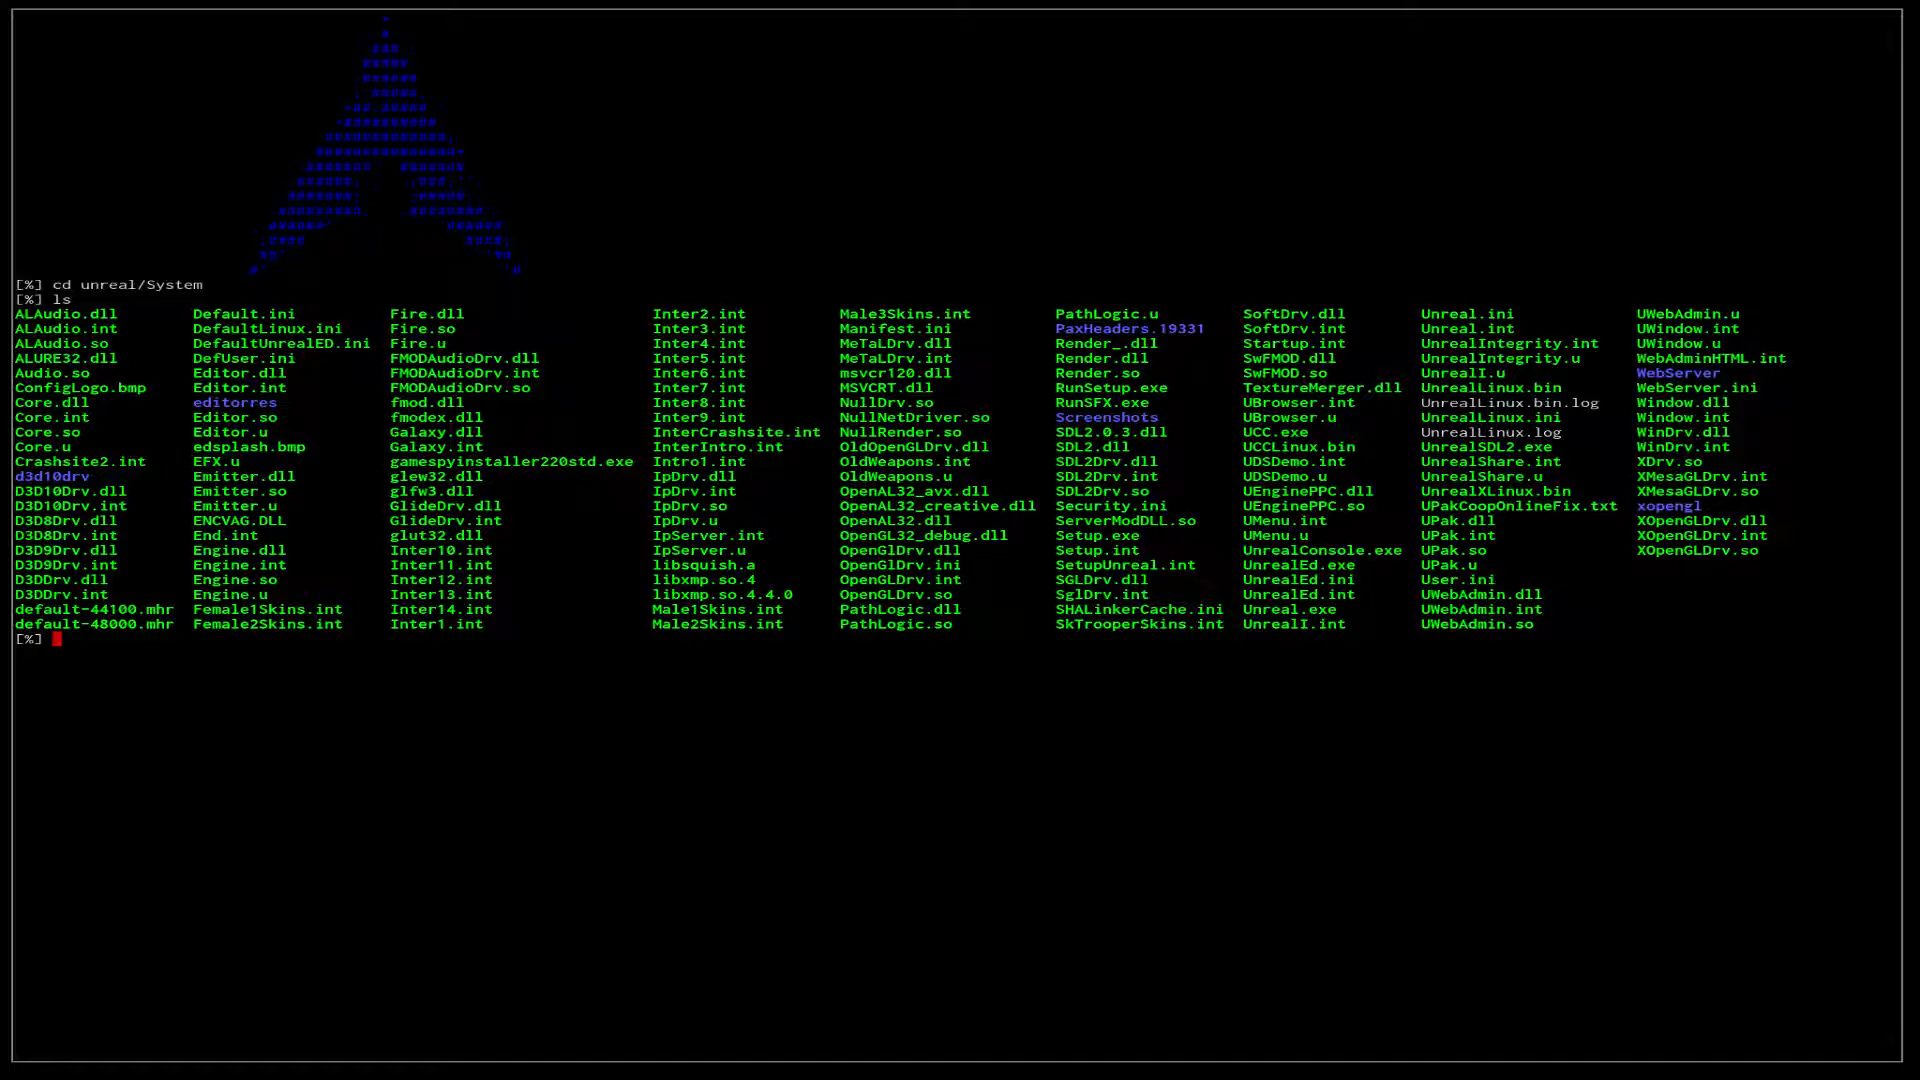 [%] cd unreal/System
[%] ls
ALAudio.dll Default.ini Fire.dll Inter2.int Male3Skins.int PathLogic.u SoftDrv.dll Unreal.ini UWebAdmin.u
ALAudio.int DefaultLinux.ini Fire.so Inter3.int Manifest.ini PaxHeaders.19331 SoftDrv.int Unreal.int UWindow.int
ALAudio.so DefaultUnrealED.ini Fire.u Inter4.int MeTaLDrv.dll Render_.dll Startup.int UnrealIntegrity.int UWindow.u
ALURE32.dll DefUser.ini FMODAudioDrv.dll Inter5.int MeTaLDrv.int Render.dll SwFMOD.dll UnrealIntegrity.u WebAdminHTML.int
Audio.so Editor.dll FMODAudioDrv.int Inter6.int msvcr120.dll Render.so SwFMOD.so UnrealI.u WebServer
ConfigLogo.bmp Editor.int FMODAudioDrv.so Inter7.int MSVCRT.dll RunSetup.exe TextureMerger.dll UnrealLinux.bin WebServer.ini
Core.dll editorres fmod.dll Inter8.int NullDrv.so RunSFX.exe UBrowser.int UnrealLinux.bin.log Window.dll
Core.int Editor.so fmodex.dll Inter9.int NullNetDriver.so Screenshots UBrowser.u UnrealLinux.ini Window.int
Core.so Editor.u Galaxy.dll InterCrashsite.int NullRender.so SDL2.0.3.dll UCC.exe UnrealLinux.log WinDrv.dll
Core.u edsplash.bmp Galaxy.int InterIntro.int OldOpenGLDrv.dll SDL2.dll UCCLinux.bin UnrealSDL2.exe WinDrv.int
Crashsite2.int EFX.u gamespyinstaller220std.exe Intro1.int OldWeapons.int SDL2Drv.dll UDSDemo.int UnrealShare.int XDrv.so
d3d10drv Emitter.dll glew32.dll IpDrv.dll OldWeapons.u SDL2Drv.int UDSDemo.u UnrealShare.u XMesaGLDrv.int
D3D10Drv.dll Emitter.so glfw3.dll IpDrv.int OpenAL32_avx.dll SDL2Drv.so UEnginePPC.dll UnrealXLinux.bin XMesaGLDrv.so
D3D10Drv.int Emitter.u GlideDrv.dll IpDrv.so OpenAL32_creative.dll Security.ini UEnginePPC.so UPakCoopOnlineFix.txt xopengl
D3D8Drv.dll ENCVAG.DLL GlideDrv.int IpDrv.u OpenAL32.dll ServerModDLL.so UMenu.int UPak.dll XOpenGLDrv.dll
D3D8Drv.int End.int glut32.dll IpServer.int OpenGL32_debug.dll Setup.exe UMenu.u UPak.int XOpenGLDrv.int
D3D9Drv.dll Engine.dll Inter10.int IpServer.u OpenGlDrv.dll Setup.int UnrealConsole.exe UPak.so XOpenGLDrv.so
D3D9Drv.int Engine.int Inter11.int libsquish.a OpenGlDrv.ini SetupUnreal.int UnrealEd.exe UPak.u
D3DDrv.dll Engine.so Inter12.int libxmp.so.4 OpenGlDrv.int SGLDrv.dll UnrealEd.ini User.ini
D3DDrv.int Engine.u Inter13.int libxmp.so.4.4.0 OpenGlDrv.so SglDrv.int UnrealEd.int UWebAdmin.dll
default-44100.mhr Female1Skins.int Inter14.int Male1Skins.int PathLogic.dll SHALinkerCache.ini Unreal.exe UWebAdmin.int
default-48000.mhr Female2Skins.int Inter1.int Male2Skins.int PathLogic.so SkTrooperSkins.int UnrealI.int UWebAdmin.so
[%]